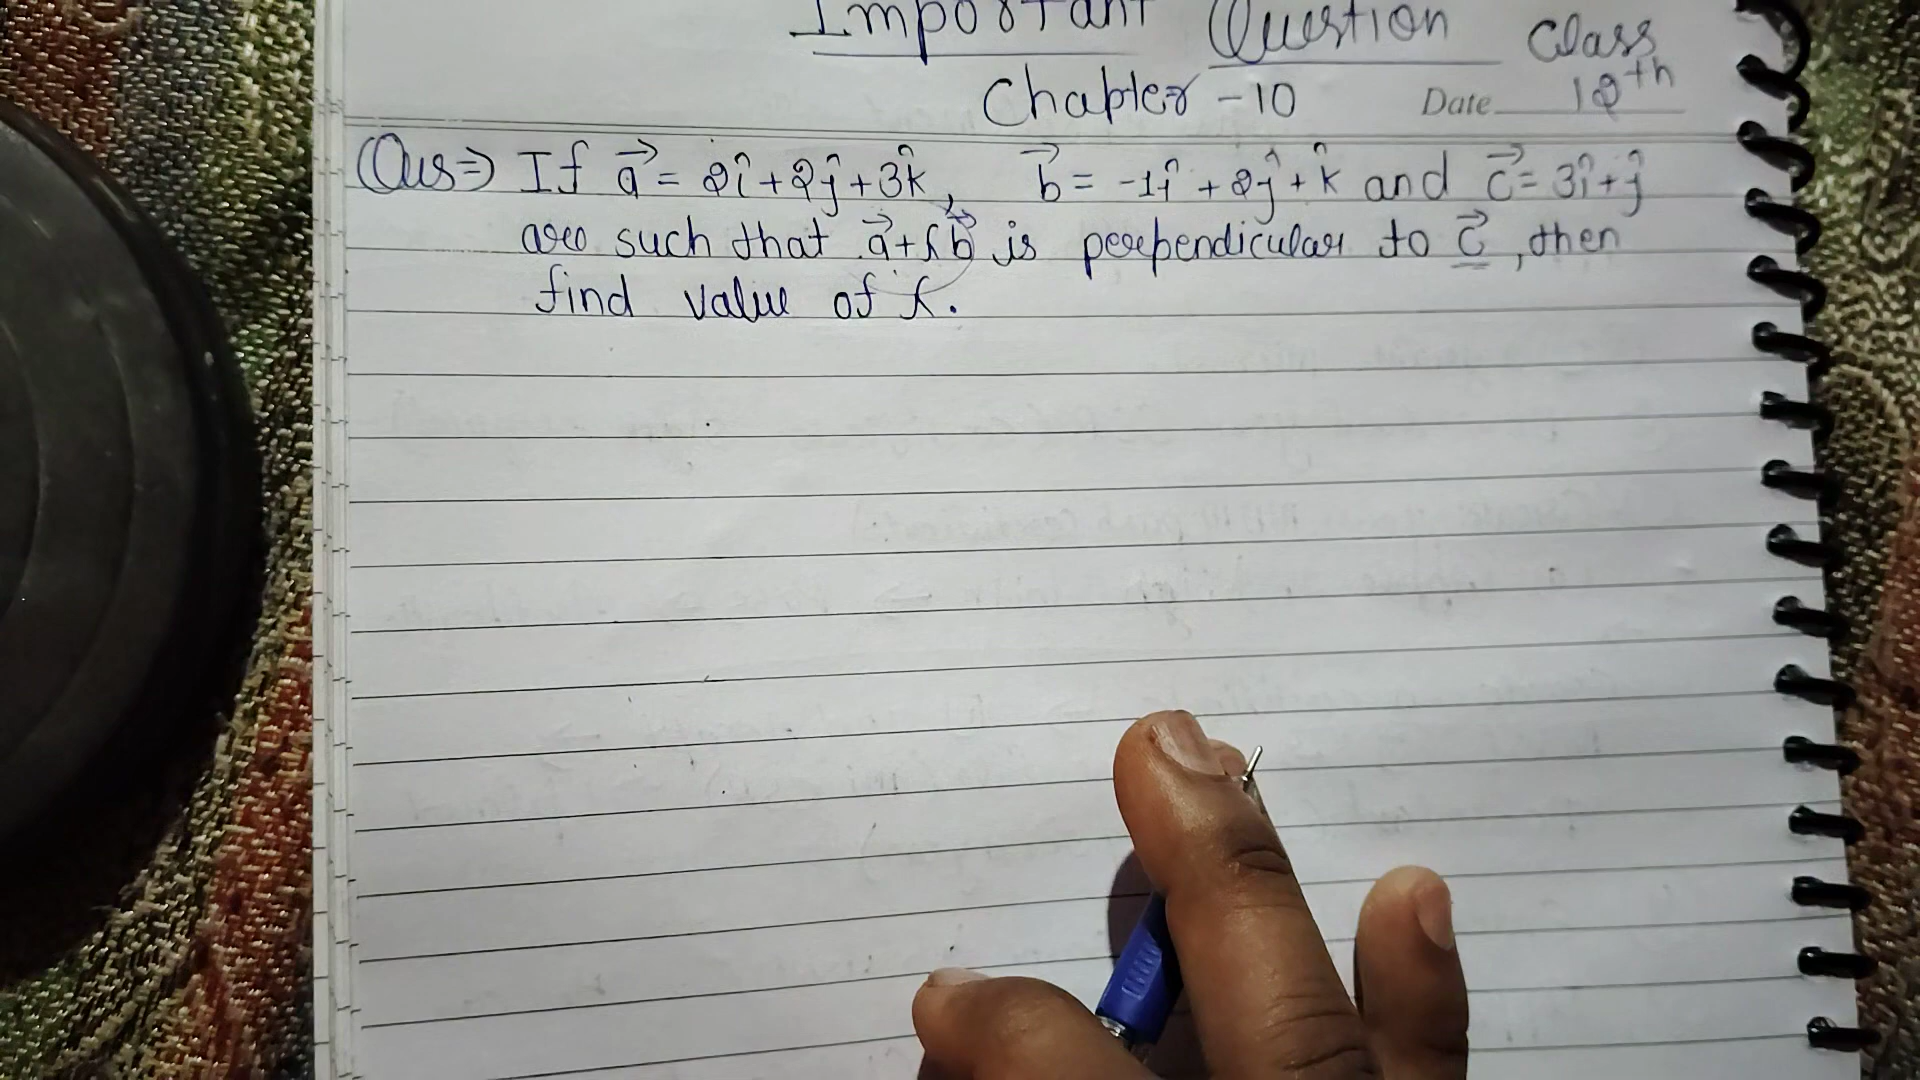 Important Question Class
Chapter - 10 Date 12th
Que⇒ If a⃗ = 2î + 2ĵ + 3k̂, b⃗ = -1î + 2ĵ + k̂ and c⃗ = 3î + ĵ
are such that a⃗ + λb⃗ is perpendicular to c⃗, then
find value of λ.